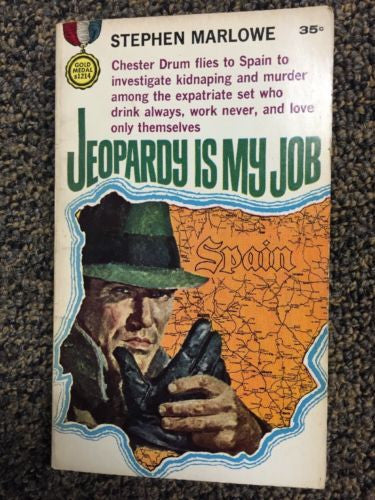 STEPHEN MARLOWE 35¢
GOLD
MEDAL
s1214
Chester Drum flies to Spain to
investigate kidnaping and murder
among the expatriate set who
drink always, work never, and love
only themselves
JEOPARDY IS MY JOB
Spain